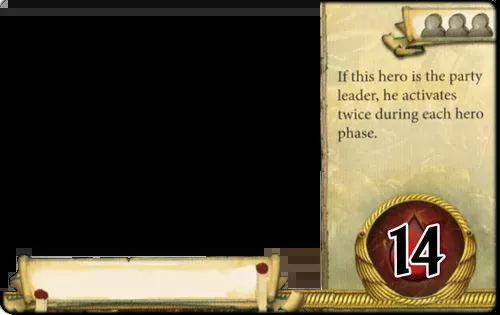 If this hero is the party
leader, he activates
twice during each hero
phase.
14